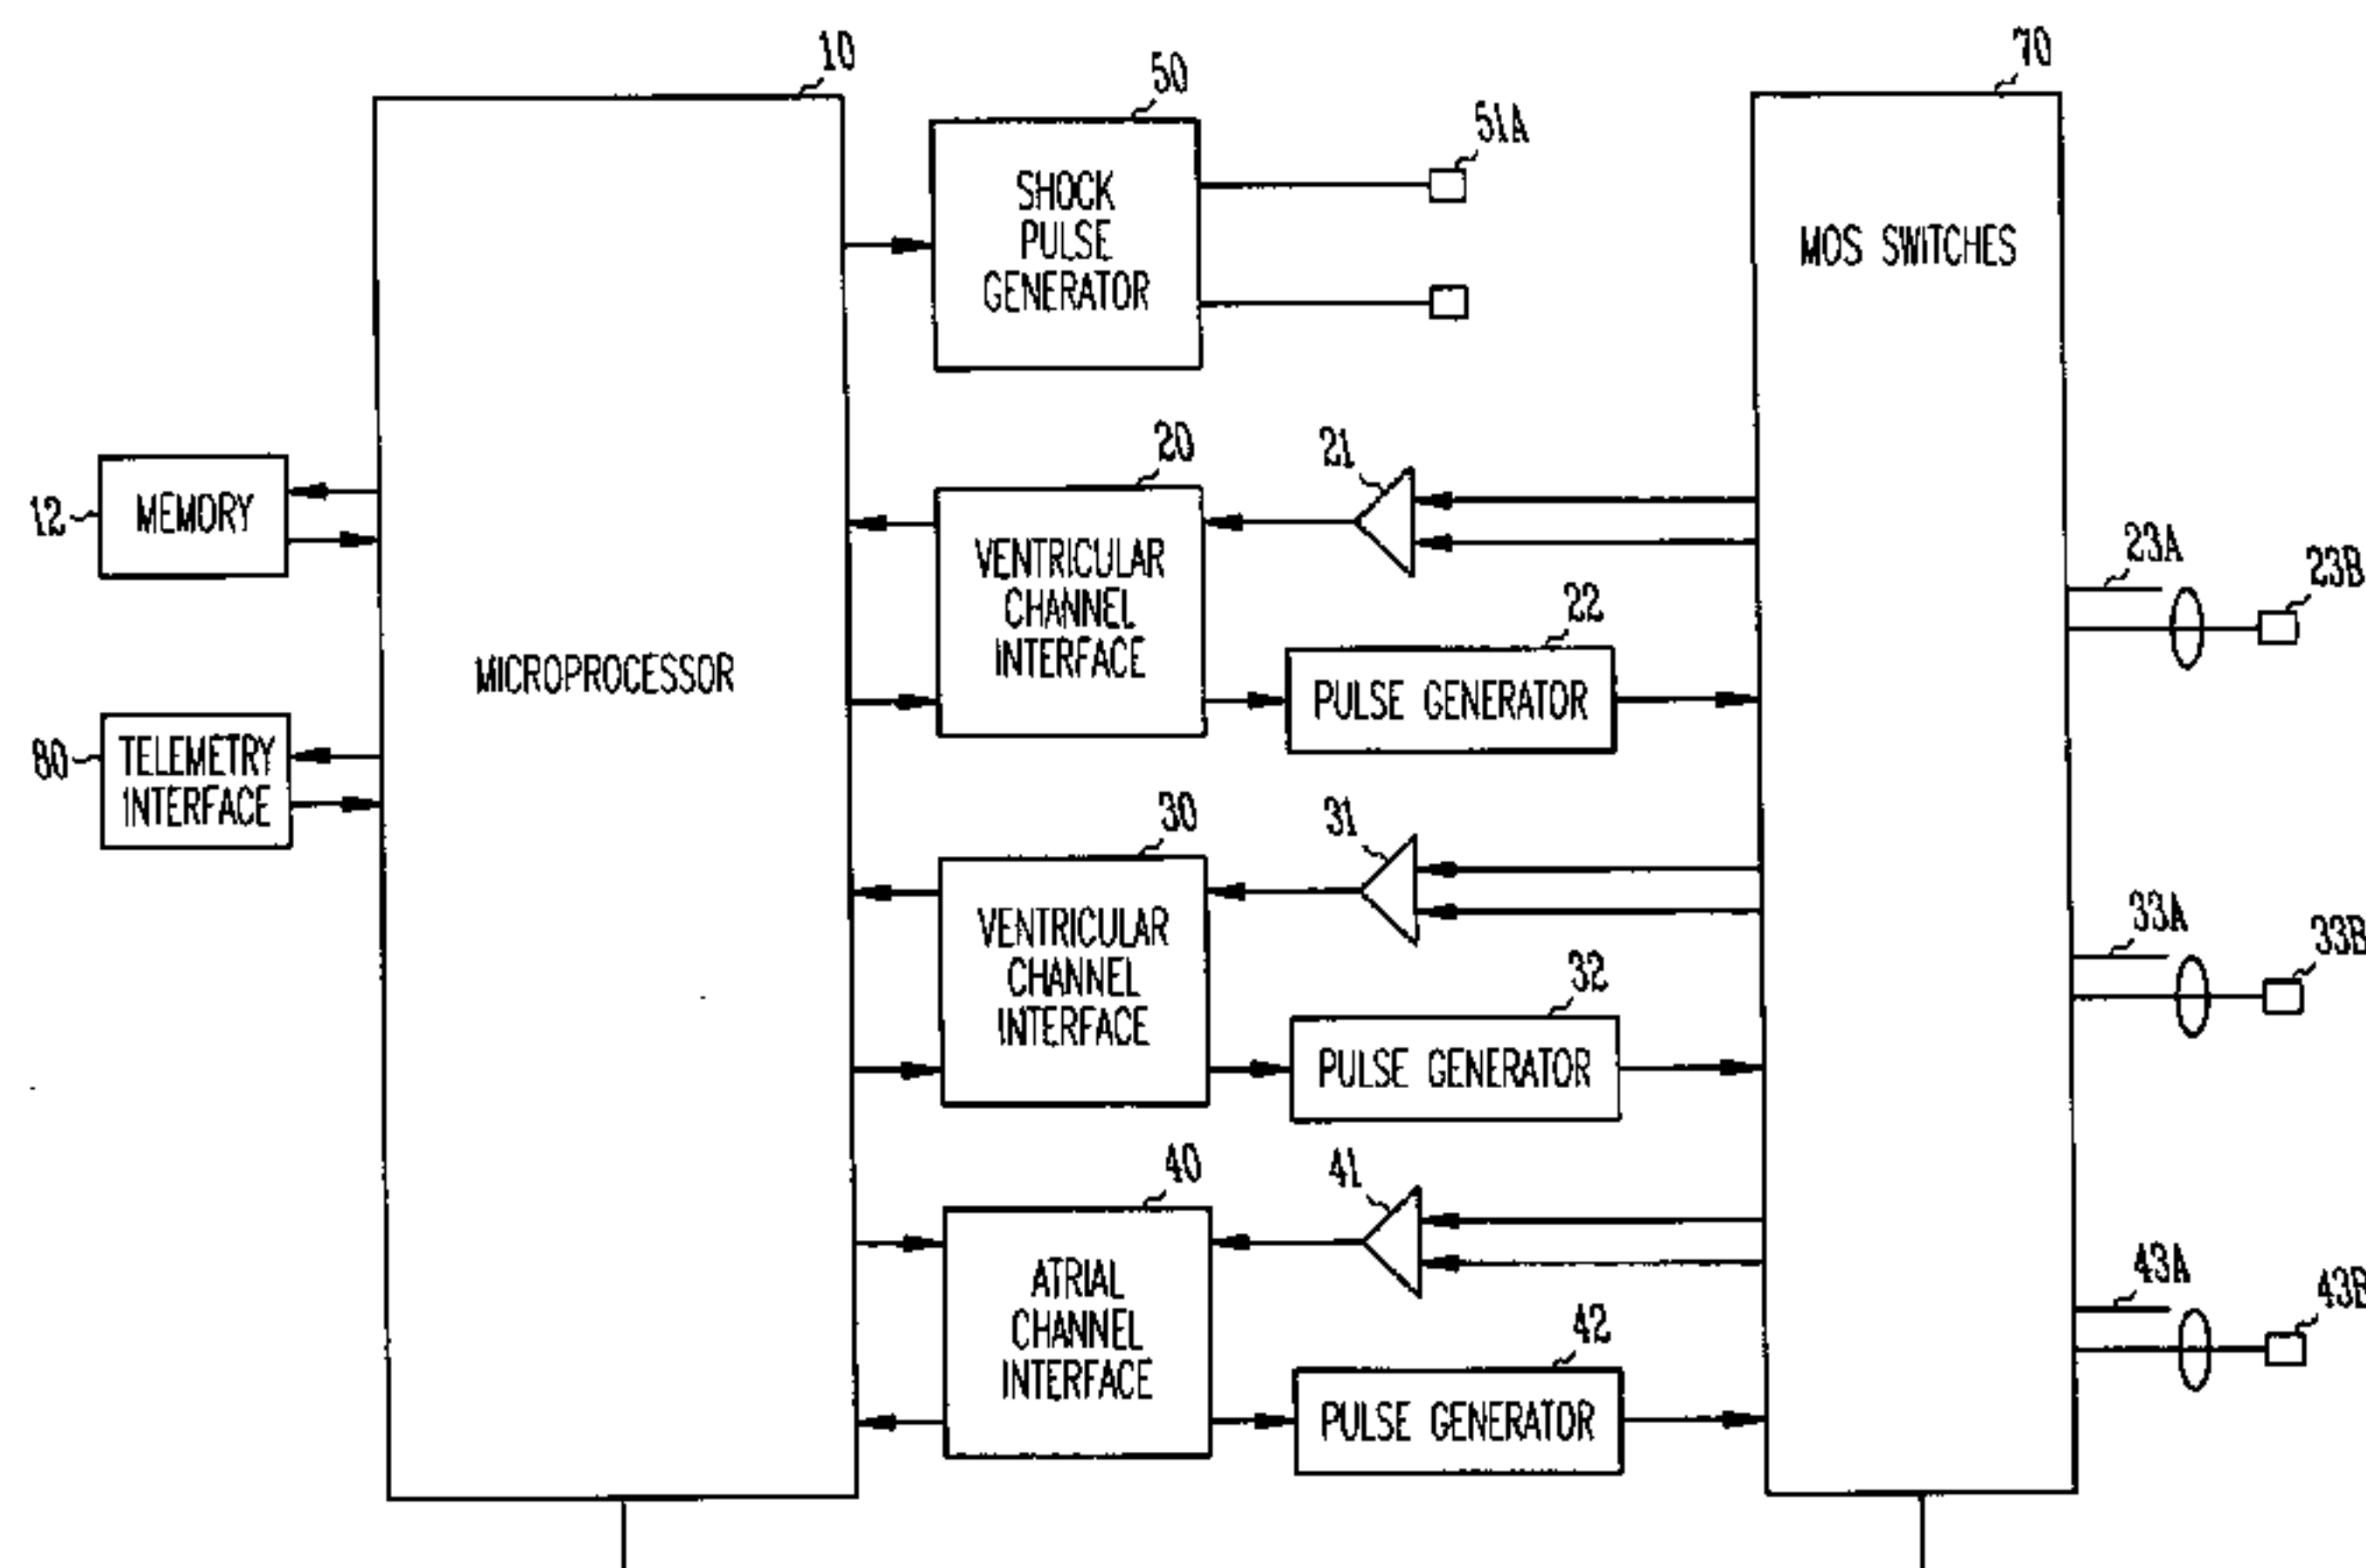 10
50
70
51A
SHOCK
PULSE
GENERATOR
MOS SWITCHES
20
21
12
MEMORY
VENTRICULAR
CHANNEL
INTERFACE
23A
23B
22
MICROPROCESSOR
PULSE GENERATOR
80
TELEMETRY
INTERFACE
30
31
33A
33B
VENTRICULAR
CHANNEL
INTERFACE
32
PULSE GENERATOR
40
41
43A
43B
ATRIAL
CHANNEL
INTERFACE
42
PULSE GENERATOR